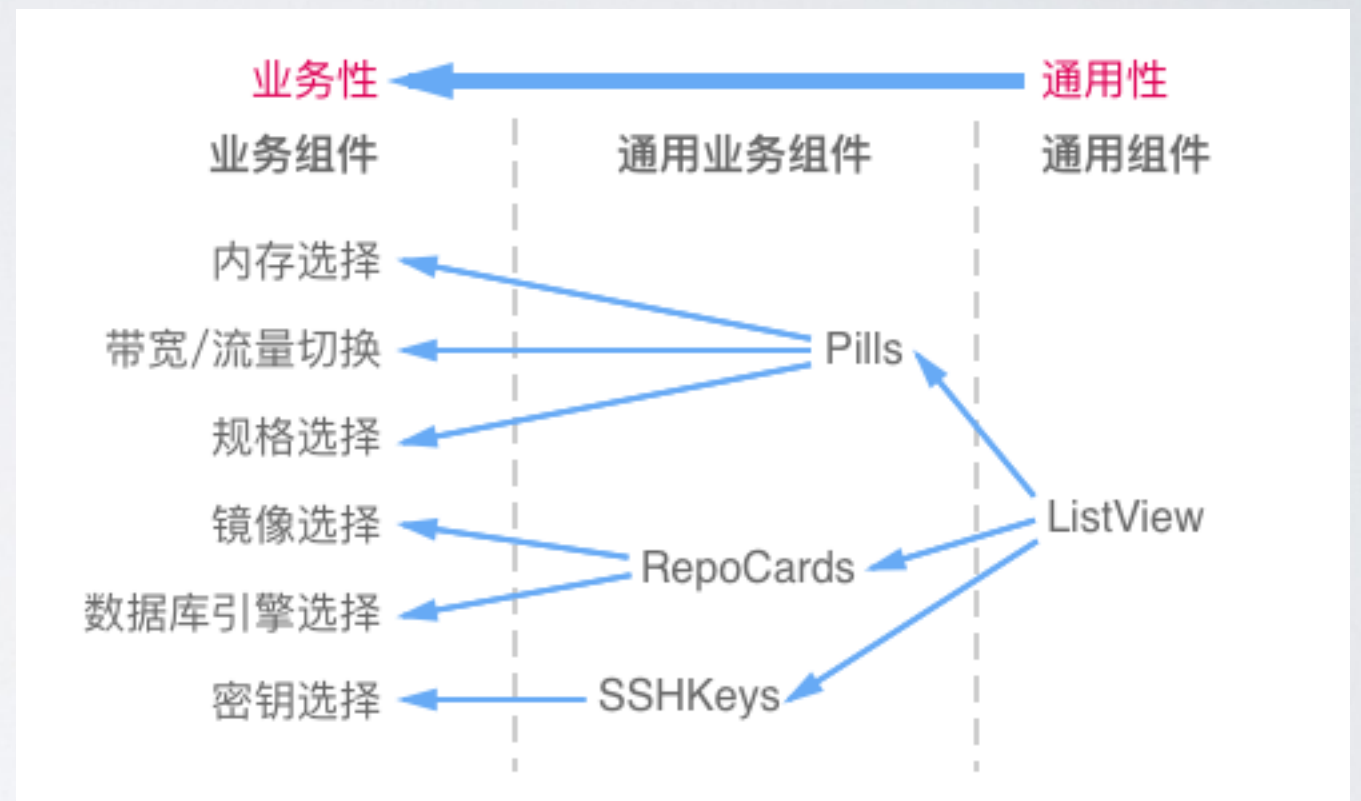 业务性 通用性
业务组件 通用业务组件 通用组件
内存选择
带宽/流量切换 Pills
规格选择
镜像选择 ListView
RepoCards
数据库引擎选择
密钥选择 SSHKeys